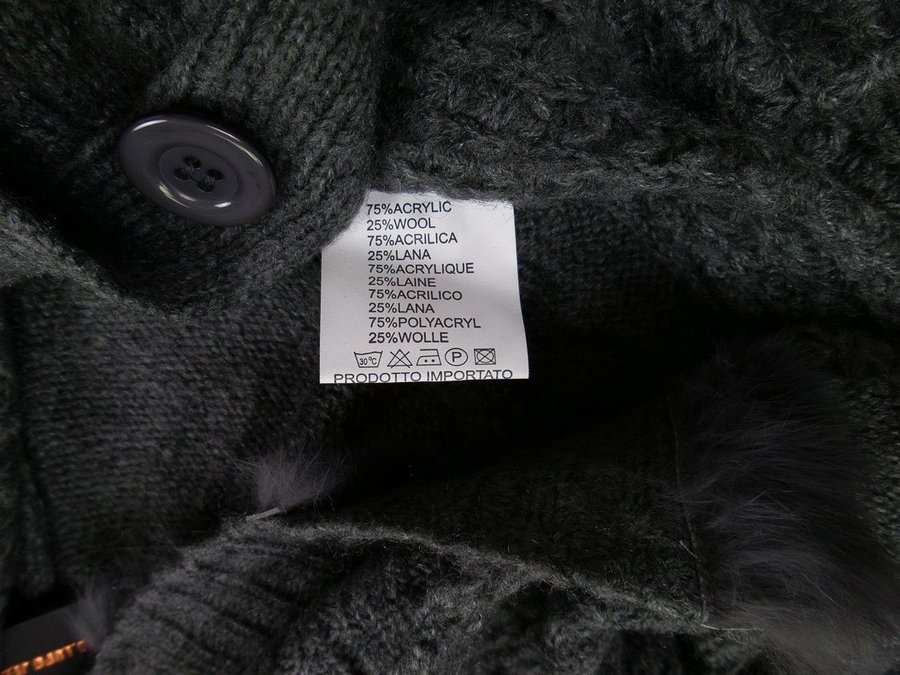 75%ACRYLIC
25%WOOL
75%ACRILICA
25%LANA
75%ACRYLIQUE
25%LAINE
75%ACRILICO
25%LANA
75%POLYACRYL
25%WOLLE
30°C P
PRODOTTO IMPORTATO